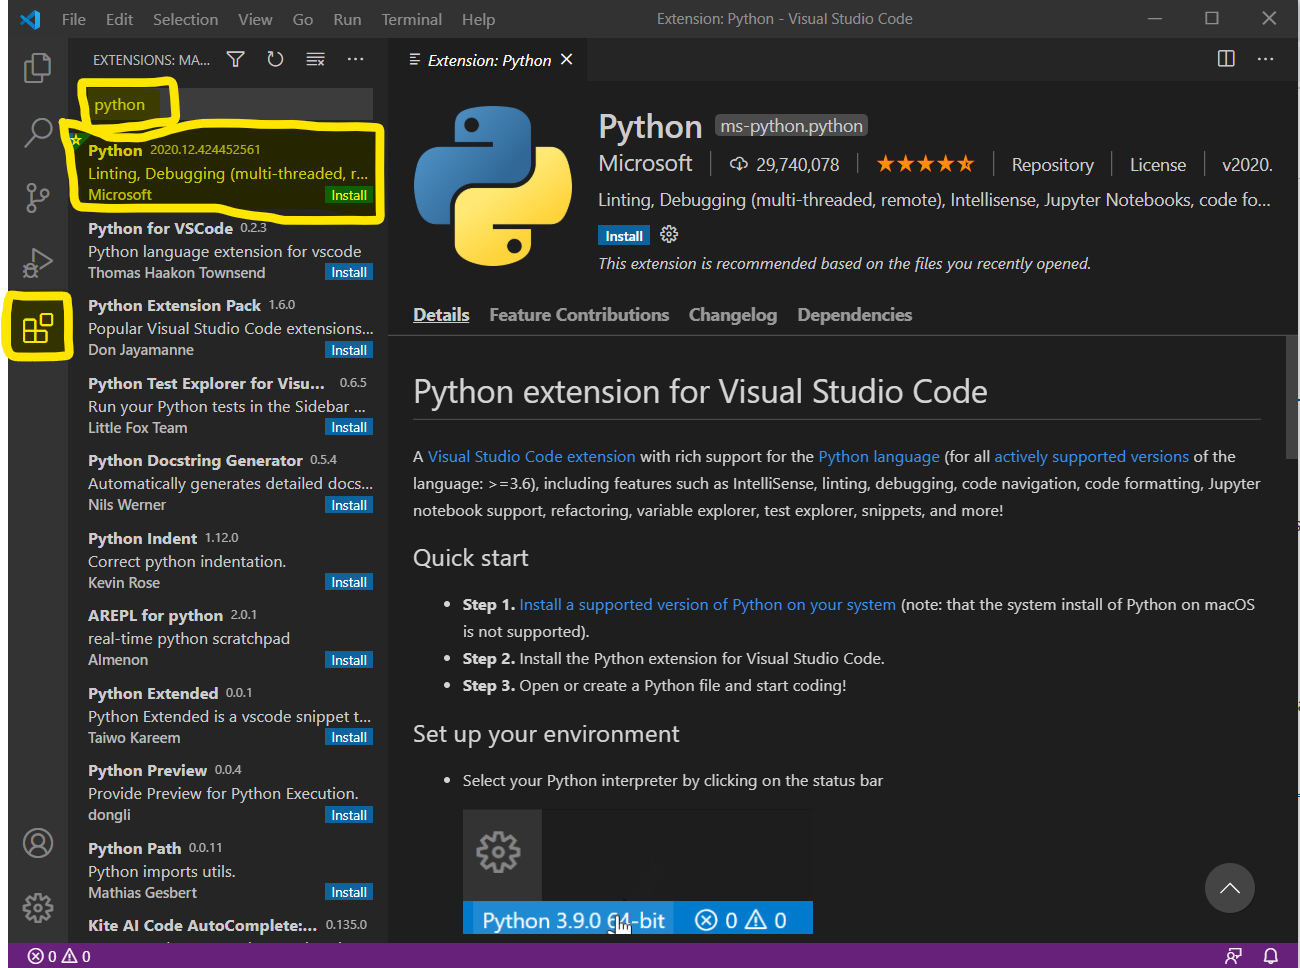 File Edit Selection View Go Run Terminal Help
Extension: Python - Visual Studio Code
EXTENSIONS: MA...
python
Python 2020.12.424452561
Linting, Debugging (multi-threaded, r...
Microsoft Install
Python for VSCode 0.2.3
Python language extension for vscode
Thomas Haakon Townsend Install
Python Extension Pack 1.6.0
Popular Visual Studio Code extensions...
Don Jayamanne Install
Python Test Explorer for Visu... 0.6.5
Run your Python tests in the Sidebar ...
Little Fox Team Install
Python Docstring Generator 0.5.4
Automatically generates detailed docs...
Nils Werner Install
Python Indent 1.12.0
Correct python indentation.
Kevin Rose Install
AREPL for python 2.0.1
real-time python scratchpad
Almenon Install
Python Extended 0.0.1
Python Extended is a vscode snippet t...
Taiwo Kareem Install
Python Preview 0.0.4
Provide Preview for Python Execution.
dongli Install
Python Path 0.0.11
Python imports utils.
Mathias Gesbert Install
Kite AI Code AutoComplete:... 0.135.0
Extension: Python
Python ms-python.python
Microsoft 29,740,078 Repository License v2020.
Linting, Debugging (multi-threaded, remote), Intellisense, Jupyter Notebooks, code fo...
Install
This extension is recommended based on the files you recently opened.
Details Feature Contributions Changelog Dependencies
Python extension for Visual Studio Code
A Visual Studio Code extension with rich support for the Python language (for all actively supported versions of the
language: >=3.6), including features such as IntelliSense, linting, debugging, code navigation, code formatting, Jupyter
notebook support, refactoring, variable explorer, test explorer, snippets, and more!
Quick start
• Step 1. Install a supported version of Python on your system (note: that the system install of Python on macOS
is not supported).
• Step 2. Install the Python extension for Visual Studio Code.
• Step 3. Open or create a Python file and start coding!
Set up your environment
• Select your Python interpreter by clicking on the status bar
Python 3.9.0 64-bit 0 0
0 0